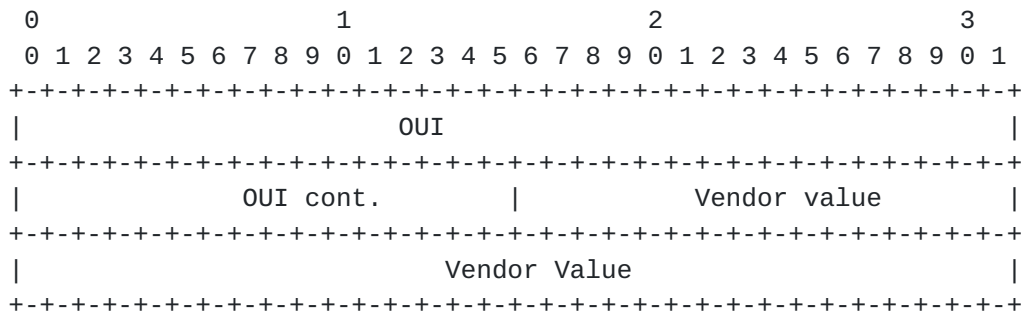 0                   1                   2                   3
 0 1 2 3 4 5 6 7 8 9 0 1 2 3 4 5 6 7 8 9 0 1 2 3 4 5 6 7 8 9 0 1
+-+-+-+-+-+-+-+-+-+-+-+-+-+-+-+-+-+-+-+-+-+-+-+-+-+-+-+-+-+-+-+-+
|                        OUI                                    |
+-+-+-+-+-+-+-+-+-+-+-+-+-+-+-+-+-+-+-+-+-+-+-+-+-+-+-+-+-+-+-+-+
|              OUI cont.        |           Vendor value        |
+-+-+-+-+-+-+-+-+-+-+-+-+-+-+-+-+-+-+-+-+-+-+-+-+-+-+-+-+-+-+-+-+
|                           Vendor Value                        |
+-+-+-+-+-+-+-+-+-+-+-+-+-+-+-+-+-+-+-+-+-+-+-+-+-+-+-+-+-+-+-+-+